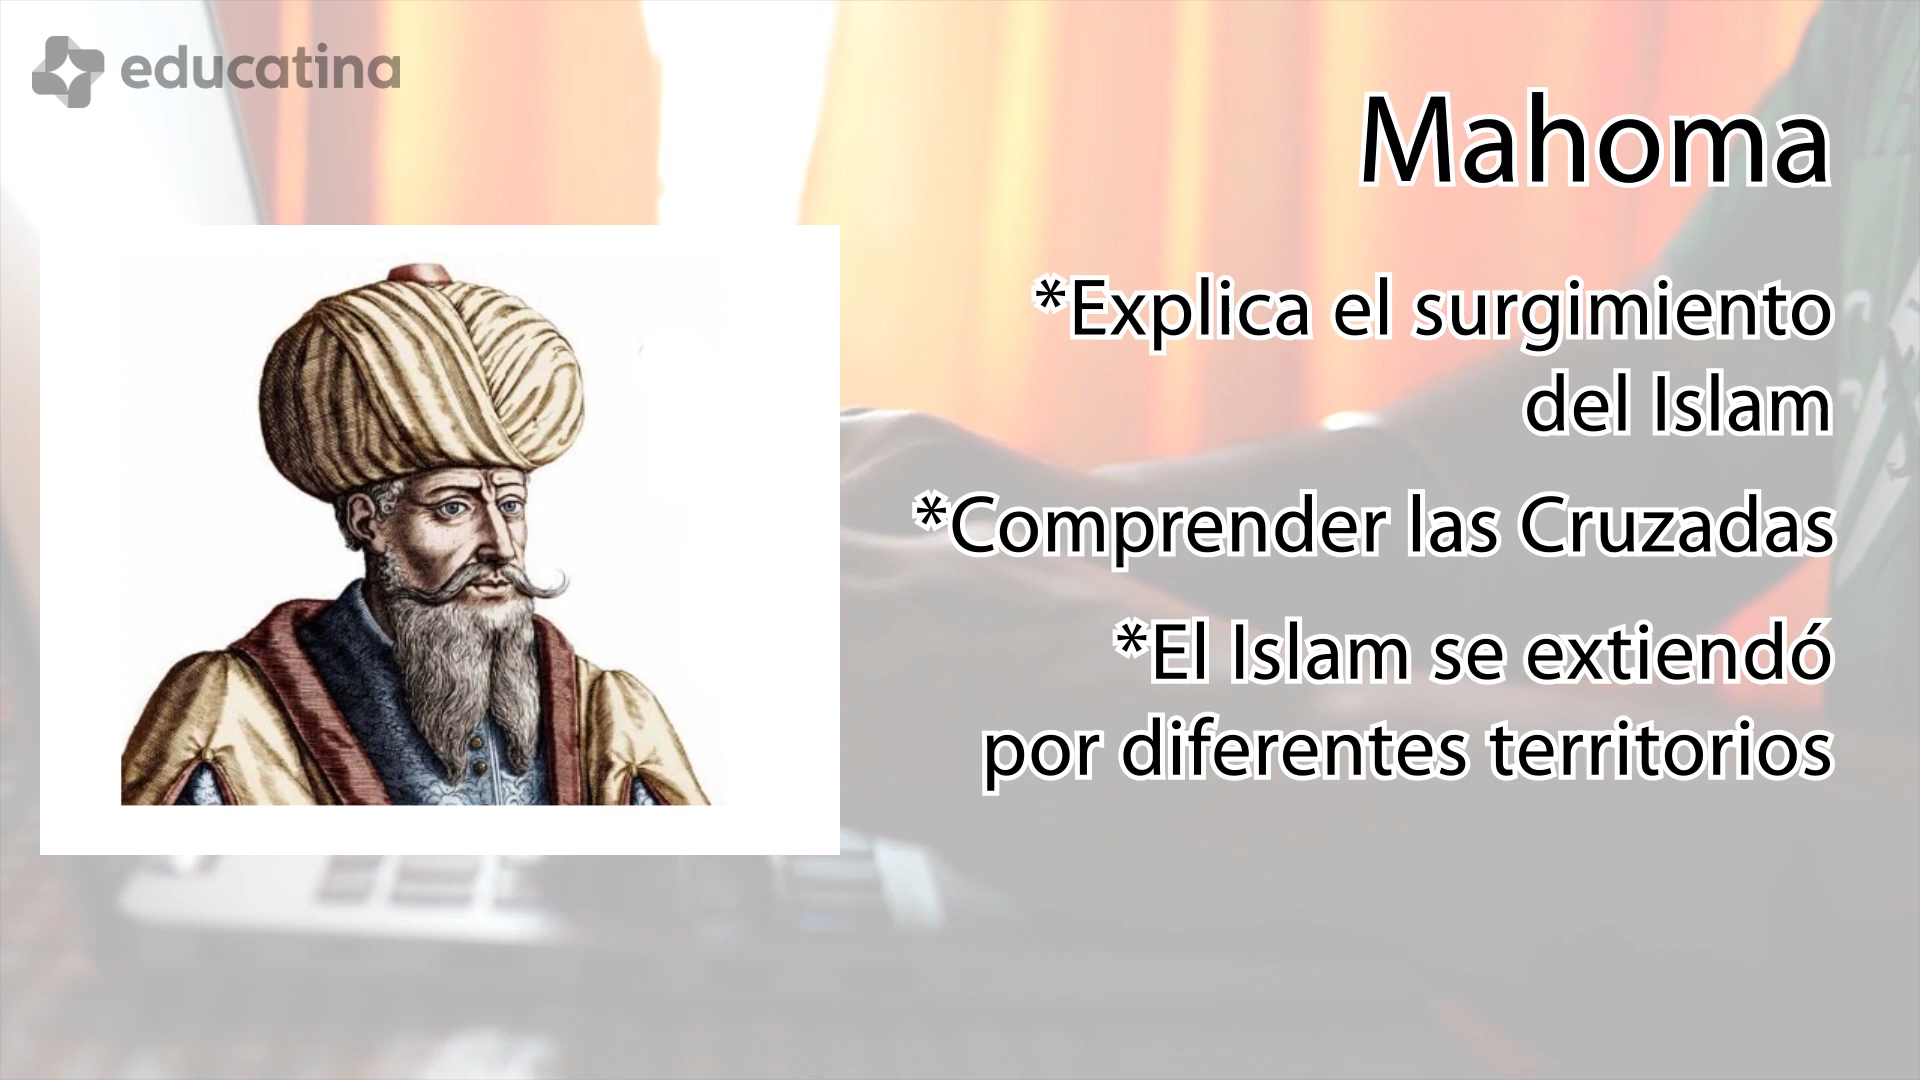 educatina
Mahoma
*Explica el surgimiento
del Islam
*Comprender las Cruzadas
*El Islam se extiendó
por diferentes territorios